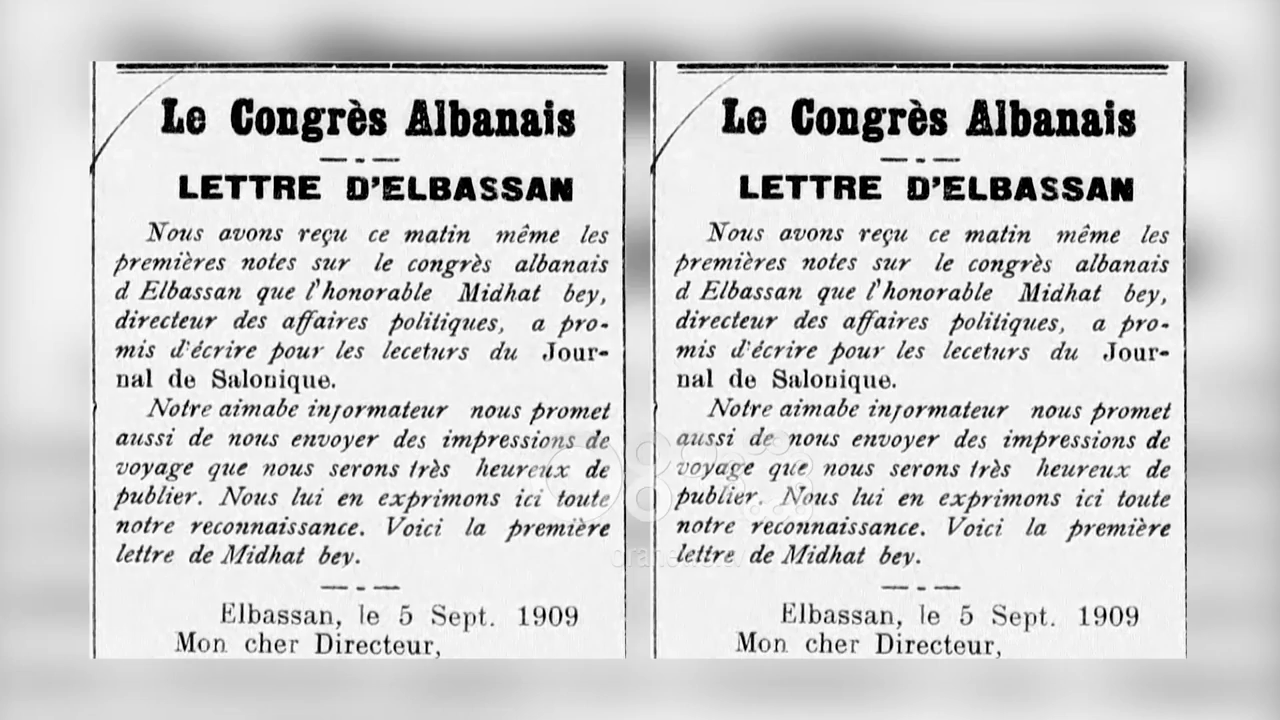 Le Congrès Albanais
LETTRE D'ELBASSAN
Nous avons reçu ce matin même les
premières notes sur le congrès albanais
d Elbassan que l'honorable Midhat bey,
directeur des affaires politiques, a pro-
mis d'écrire pour les leceturs du Jour-
nal de Salonique.
Notre aimabe informateur nous promet
aussi de nous envoyer des impressions de
voyage que nous serons très heureux de
publier. Nous lui en exprimons ici toute
notre reconnaissance. Voici la première
lettre de Midhat bey.
Elbassan, le 5 Sept. 1909
Mon cher Directeur,
Le Congrès Albanais
LETTRE D'ELBASSAN
Nous avons reçu ce matin même les
premières notes sur le congrès albanais
d Elbassan que l'honorable Midhat bey,
directeur des affaires politiques, a pro-
mis d'écrire pour les leceturs du Jour-
nal de Salonique.
Notre aimabe informateur nous promet
aussi de nous envoyer des impressions de
voyage que nous serons très heureux de
publier. Nous lui en exprimons ici toute
notre reconnaissance. Voici la première
lettre de Midhat bey.
Elbassan, le 5 Sept. 1909
Mon cher Directeur,